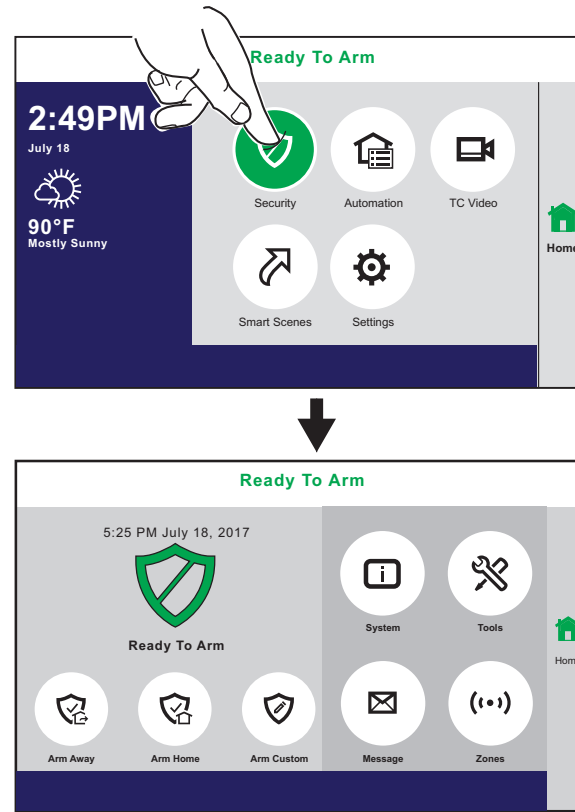 Ready To Arm
2:49PM
July 18
90°F
Mostly Sunny
Security
Automation
TC Video
Smart Scenes
Settings
Home
Ready To Arm
5:25 PM July 18, 2017
Ready To Arm
Arm Away
Arm Home
Arm Custom
System
Tools
Message
Zones
Hom